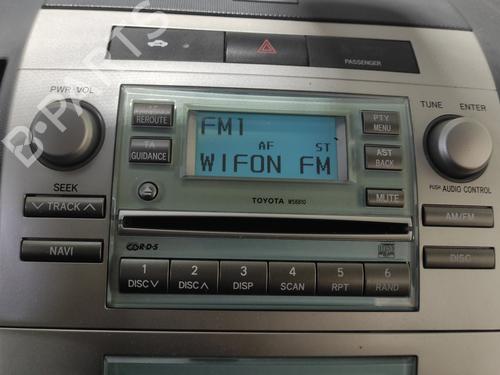 PASSENGER
PWR VOL
REROUTE
TA
GUIDANCE
FM1
AF ST
WIFON FM
PTY
MENU
AST
BACK
MUTE
TUNE ENTER
PUSH AUDIO CONTROL
SEEK
TRACK
NAVI
AM/FM
DISC
TOYOTA W58810
R·D·S
1 2 3 4 5 6
DISC DISC DISP SCAN RPT RAND
B-PARTS